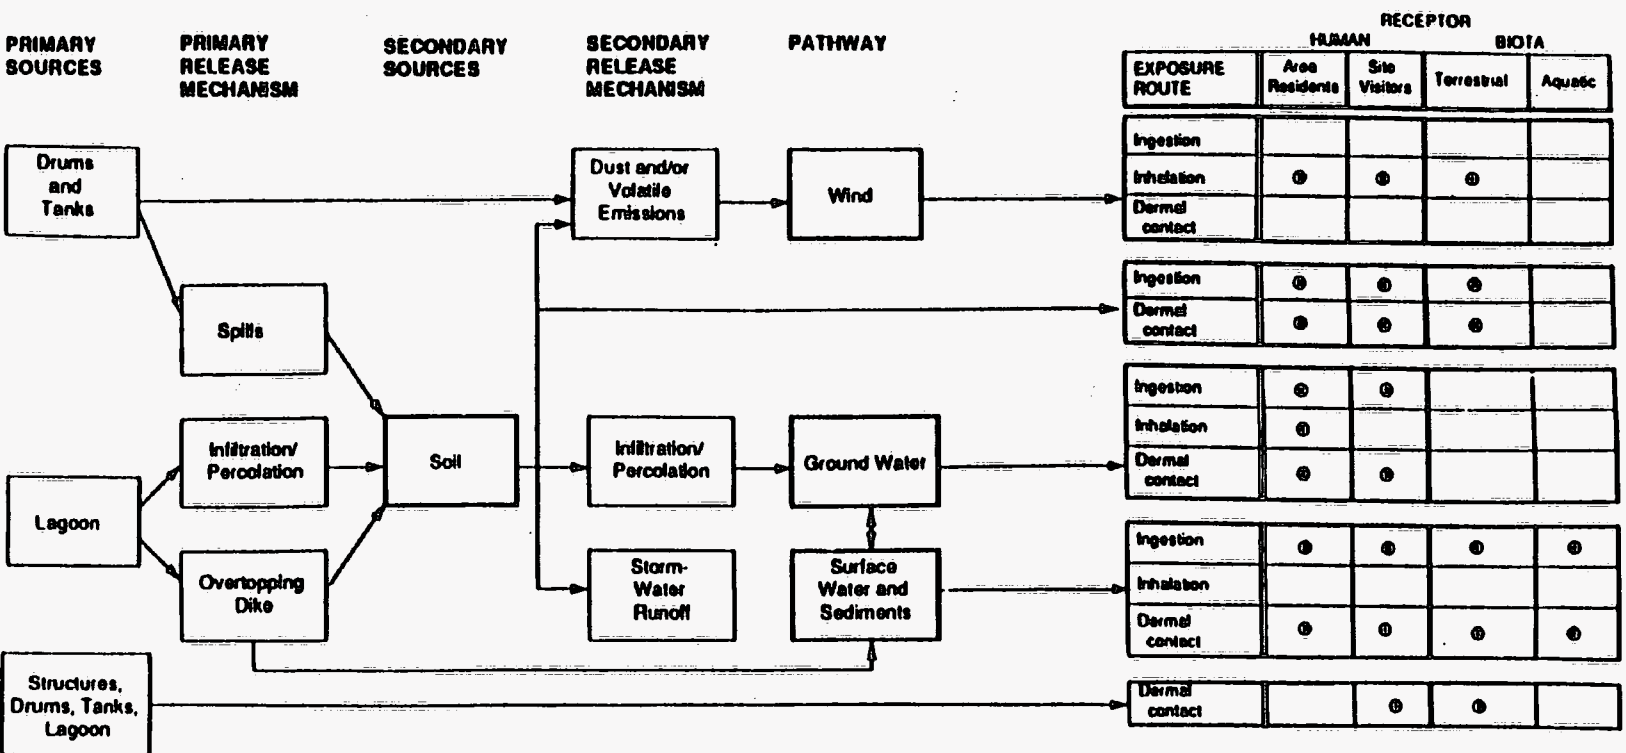 RECEPTOR
HUMAN
BIOTA
PRIMARY
SOURCES
PRIMARY
RELEASE
MECHANISM
SECONDARY
SOURCES
SECONDARY
RELEASE
MECHANISM
PATHWAY
EXPOSURE
ROUTE
Area
Residents
Site
Visitors
Terrestrial
Aquatic
Drums
and
Tanks
Dust and/or
Volatile
Emissions
Wind
Ingestion
Inhalation
Dermal
contact
Spills
Ingestion
Dermal
contact
Lagoon
Infiltration/
Percolation
Soil
Infiltration/
Percolation
Ground Water
Ingestion
Inhalation
Dermal
contact
Overtopping
Dike
Storm-
Water
Runoff
Surface
Water and
Sediments
Ingestion
Inhalation
Dermal
contact
Structures,
Drums, Tanks,
Lagoon
Dermal
contact